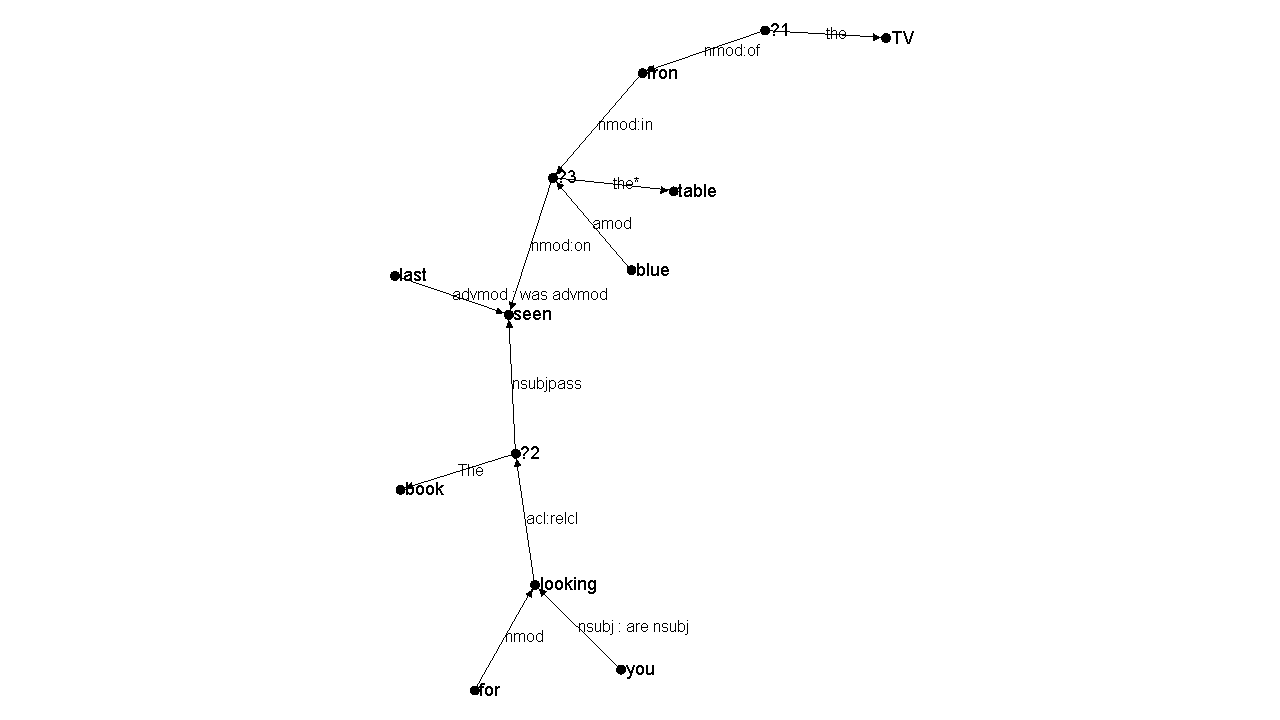 ?1
the
TV
nmod:of
fron
nmod:in
?3
the*
table
amod
nmod:on
blue
last
advmod : was advmod
seen
nsubjpass
?2
The
book
acl:relcl
looking
nsubj : are nsubj
nmod
you
for